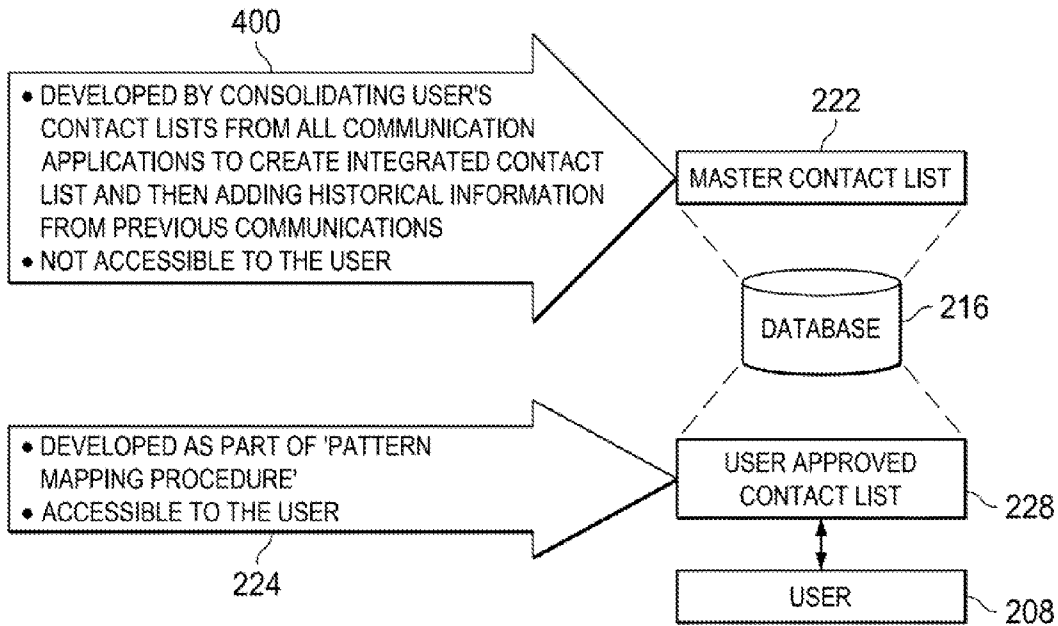 400
• DEVELOPED BY CONSOLIDATING USER'S
CONTACT LISTS FROM ALL COMMUNICATION
APPLICATIONS TO CREATE INTEGRATED CONTACT
LIST AND THEN ADDING HISTORICAL INFORMATION
FROM PREVIOUS COMMUNICATIONS
• NOT ACCESSIBLE TO THE USER
222
MASTER CONTACT LIST
DATABASE
216
• DEVELOPED AS PART OF 'PATTERN
MAPPING PROCEDURE'
• ACCESSIBLE TO THE USER
224
USER APPROVED
CONTACT LIST
228
USER
208